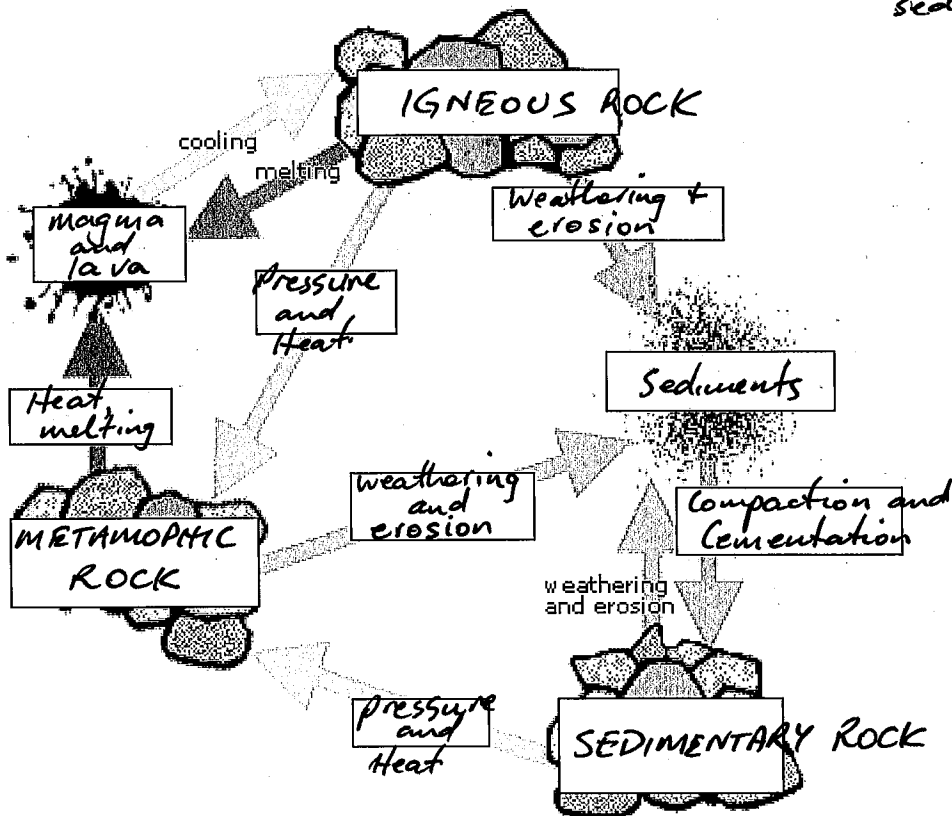 IGNEOUS ROCK
cooling
melting
Weathering +
erosion
magma
and
lava
Pressure
and
Heat.
Sediments
Heat,
melting
weathering
and
erosion
Compaction and
Cementation
METAMOPHIC
ROCK
weathering
and erosion
pressure
and
Heat
SEDIMENTARY ROCK